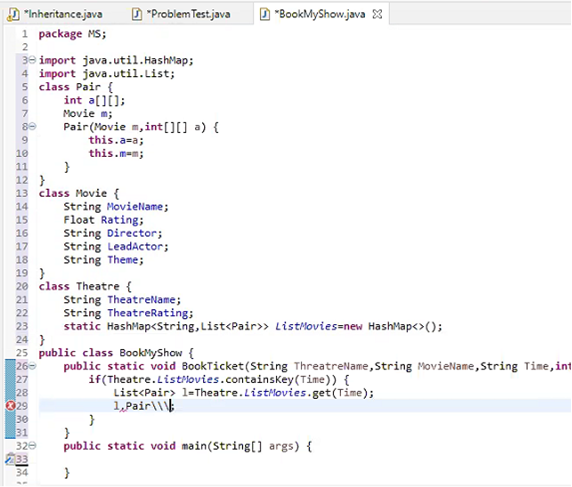 *Inheritance.java *ProblemTest.java *BookMyShow.java
1 package MS;
2
3 import java.util.HashMap;
4 import java.util.List;
5 class Pair {
6 int a[][];
7 Movie m;
8 Pair(Movie m,int[][] a) {
9 this.a=a;
10 this.m=m;
11 }
12 }
13 class Movie {
14 String MovieName;
15 Float Rating;
16 String Director;
17 String LeadActor;
18 String Theme;
19 }
20 class Theatre {
21 String TheatreName;
22 String TheatreRating;
23 static HashMap<String,List<Pair>> ListMovies=new HashMap<>();
24 }
25 public class BookMyShow {
26 public static void BookTicket(String ThreatreName,String MovieName,String Time,int
27 if(Theatre.ListMovies.containsKey(Time)) {
28 List<Pair> l=Theatre.ListMovies.get(Time);
29 l,Pair\\\;
30 }
31 }
32 public static void main(String[] args) {
33
34 }